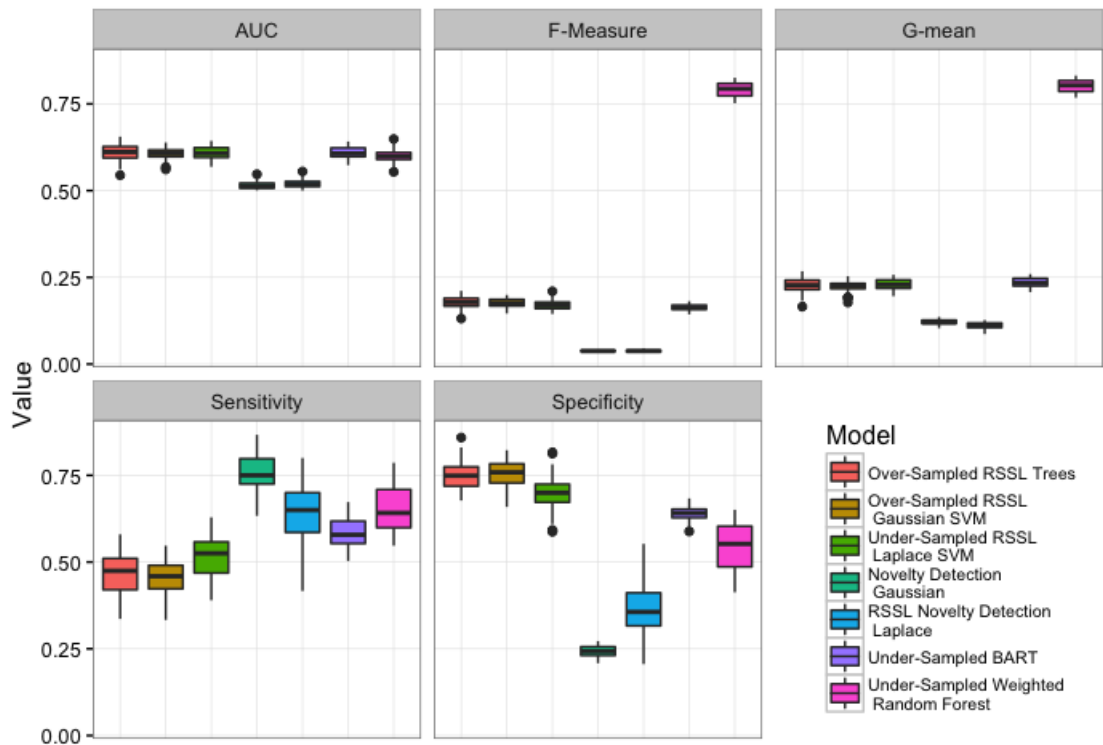 AUC
F-Measure
G-mean
0.75
0.50
0.25
0.00
Value
Sensitivity
Specificity
0.75
0.50
0.25
0.00
Model
Over-Sampled RSSL Trees
Over-Sampled RSSL
Gaussian SVM
Under-Sampled RSSL
Laplace SVM
Novelty Detection
Gaussian
RSSL Novelty Detection
Laplace
Under-Sampled BART
Under-Sampled Weighted
Random Forest